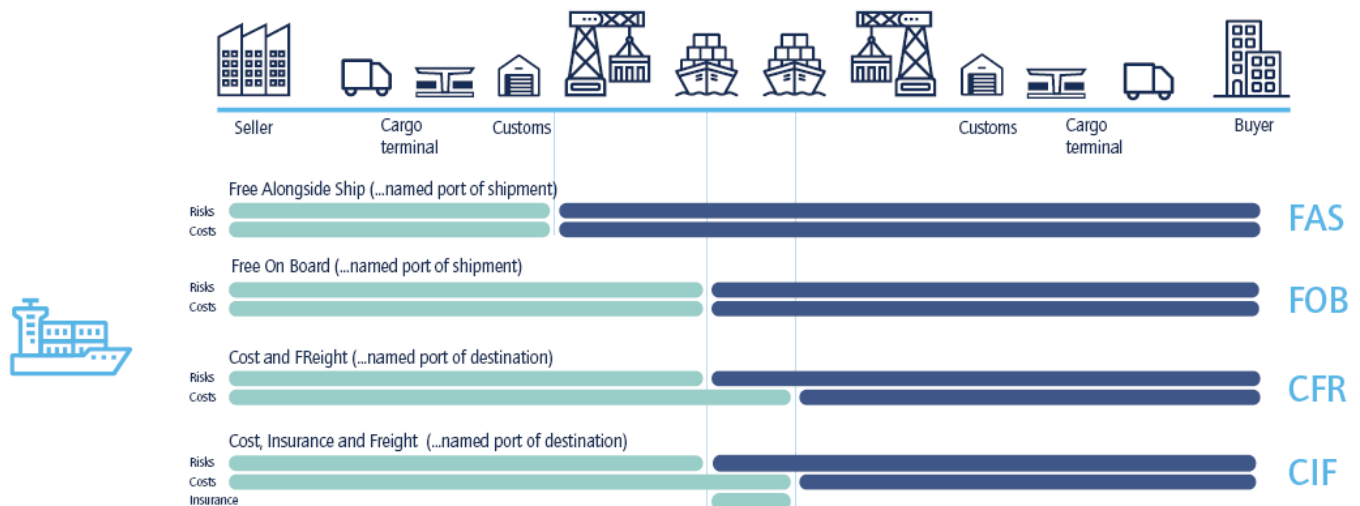 Seller
Cargo
terminal
Customs
Customs
Cargo
terminal
Buyer
Free Alongside Ship (...named port of shipment)
Risks
Costs
FAS
Free On Board (...named port of shipment)
Risks
Costs
FOB
Cost and FReight (...named port of destination)
Risks
Costs
CFR
Cost, Insurance and Freight (...named port of destination)
Risks
Costs
Insurance
CIF